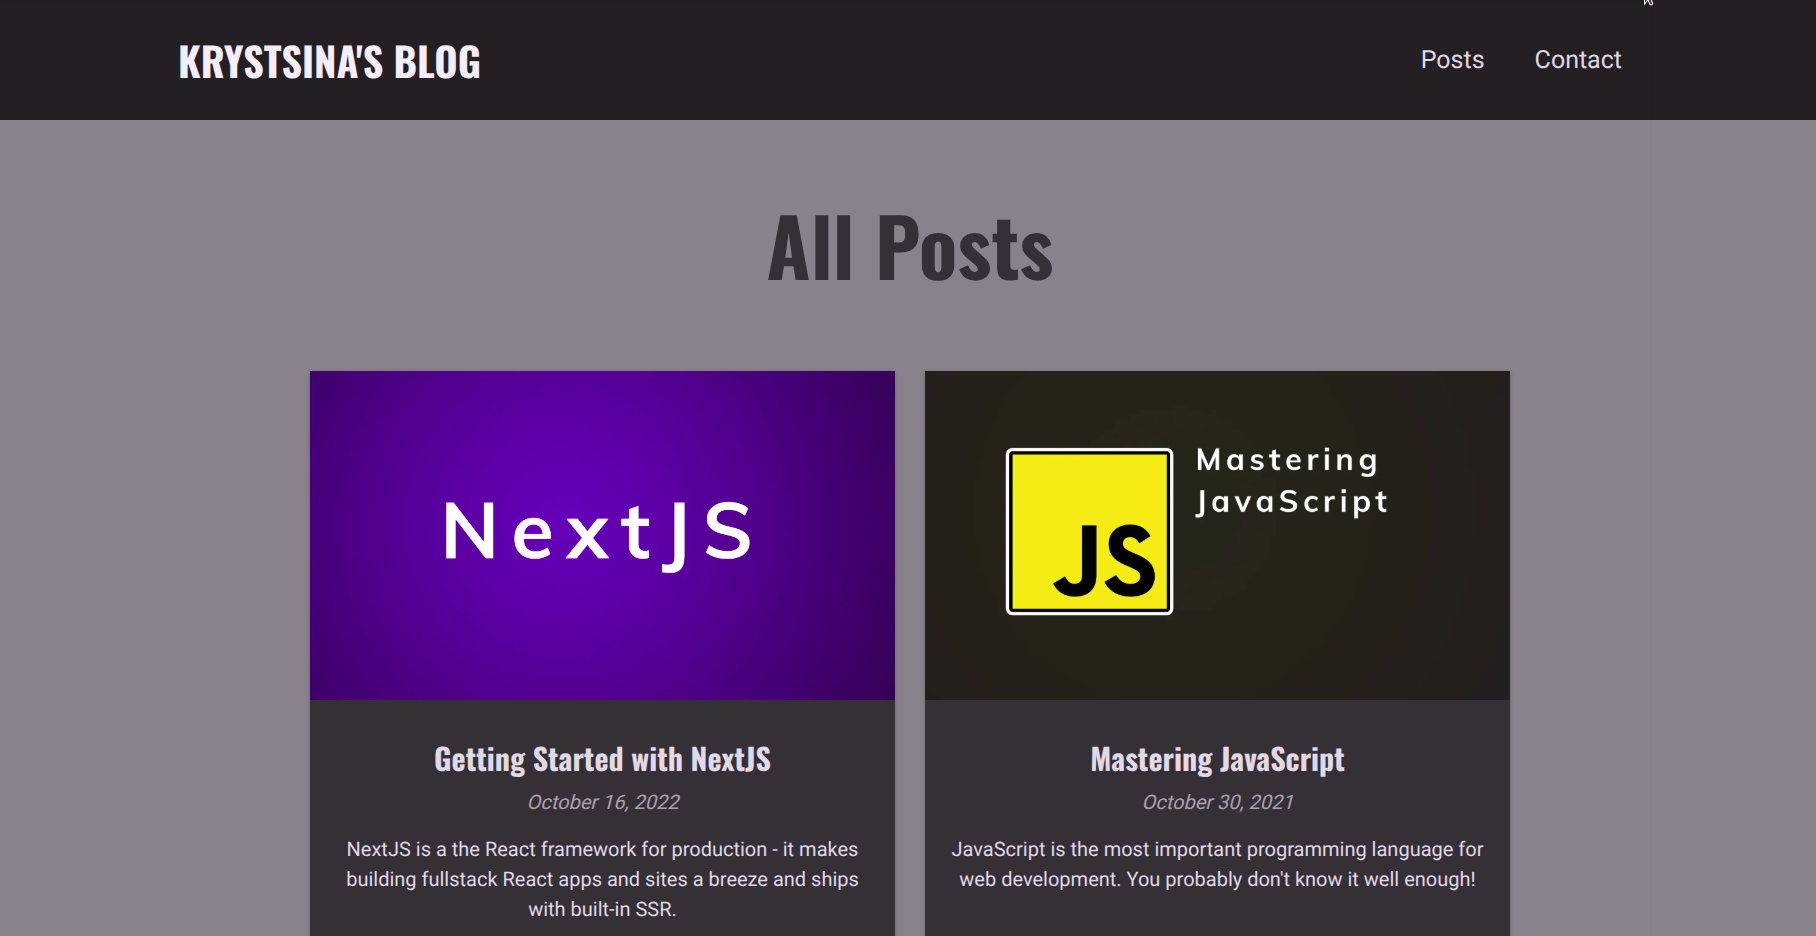 KRYSTSINA'S BLOG
Posts
Contact
All Posts
NextJS
Getting Started with NextJS
October 16, 2022
NextJS is a the React framework for production - it makes
building fullstack React apps and sites a breeze and ships
with built-in SSR.
Mastering
JavaScript
JS
Mastering JavaScript
October 30, 2021
JavaScript is the most important programming language for
web development. You probably don't know it well enough!